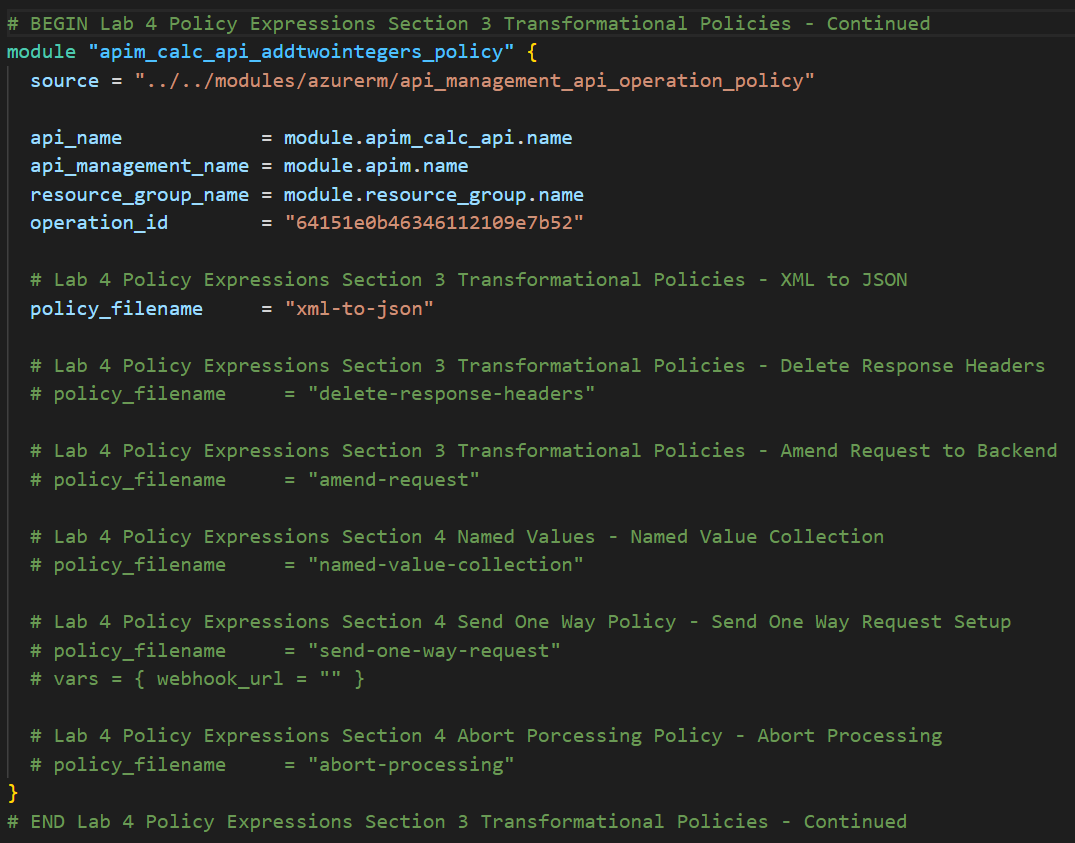 # BEGIN Lab 4 Policy Expressions Section 3 Transformational Policies - Continued
module "apim_calc_api_addtwointegers_policy" {
  source = "../../modules/azurerm/api_management_api_operation_policy"

  api_name            = module.apim_calc_api.name
  api_management_name = module.apim.name
  resource_group_name = module.resource_group.name
  operation_id        = "64151e0b46346112109e7b52"

  # Lab 4 Policy Expressions Section 3 Transformational Policies - XML to JSON
  policy_filename     = "xml-to-json"

  # Lab 4 Policy Expressions Section 3 Transformational Policies - Delete Response Headers
  # policy_filename     = "delete-response-headers"

  # Lab 4 Policy Expressions Section 3 Transformational Policies - Amend Request to Backend
  # policy_filename     = "amend-request"

  # Lab 4 Policy Expressions Section 4 Named Values - Named Value Collection
  # policy_filename     = "named-value-collection"

  # Lab 4 Policy Expressions Section 4 Send One Way Policy - Send One Way Request Setup
  # policy_filename     = "send-one-way-request"
  # vars = { webhook_url = "" }

  # Lab 4 Policy Expressions Section 4 Abort Porcessing Policy - Abort Processing
  # policy_filename     = "abort-processing"
}
# END Lab 4 Policy Expressions Section 3 Transformational Policies - Continued